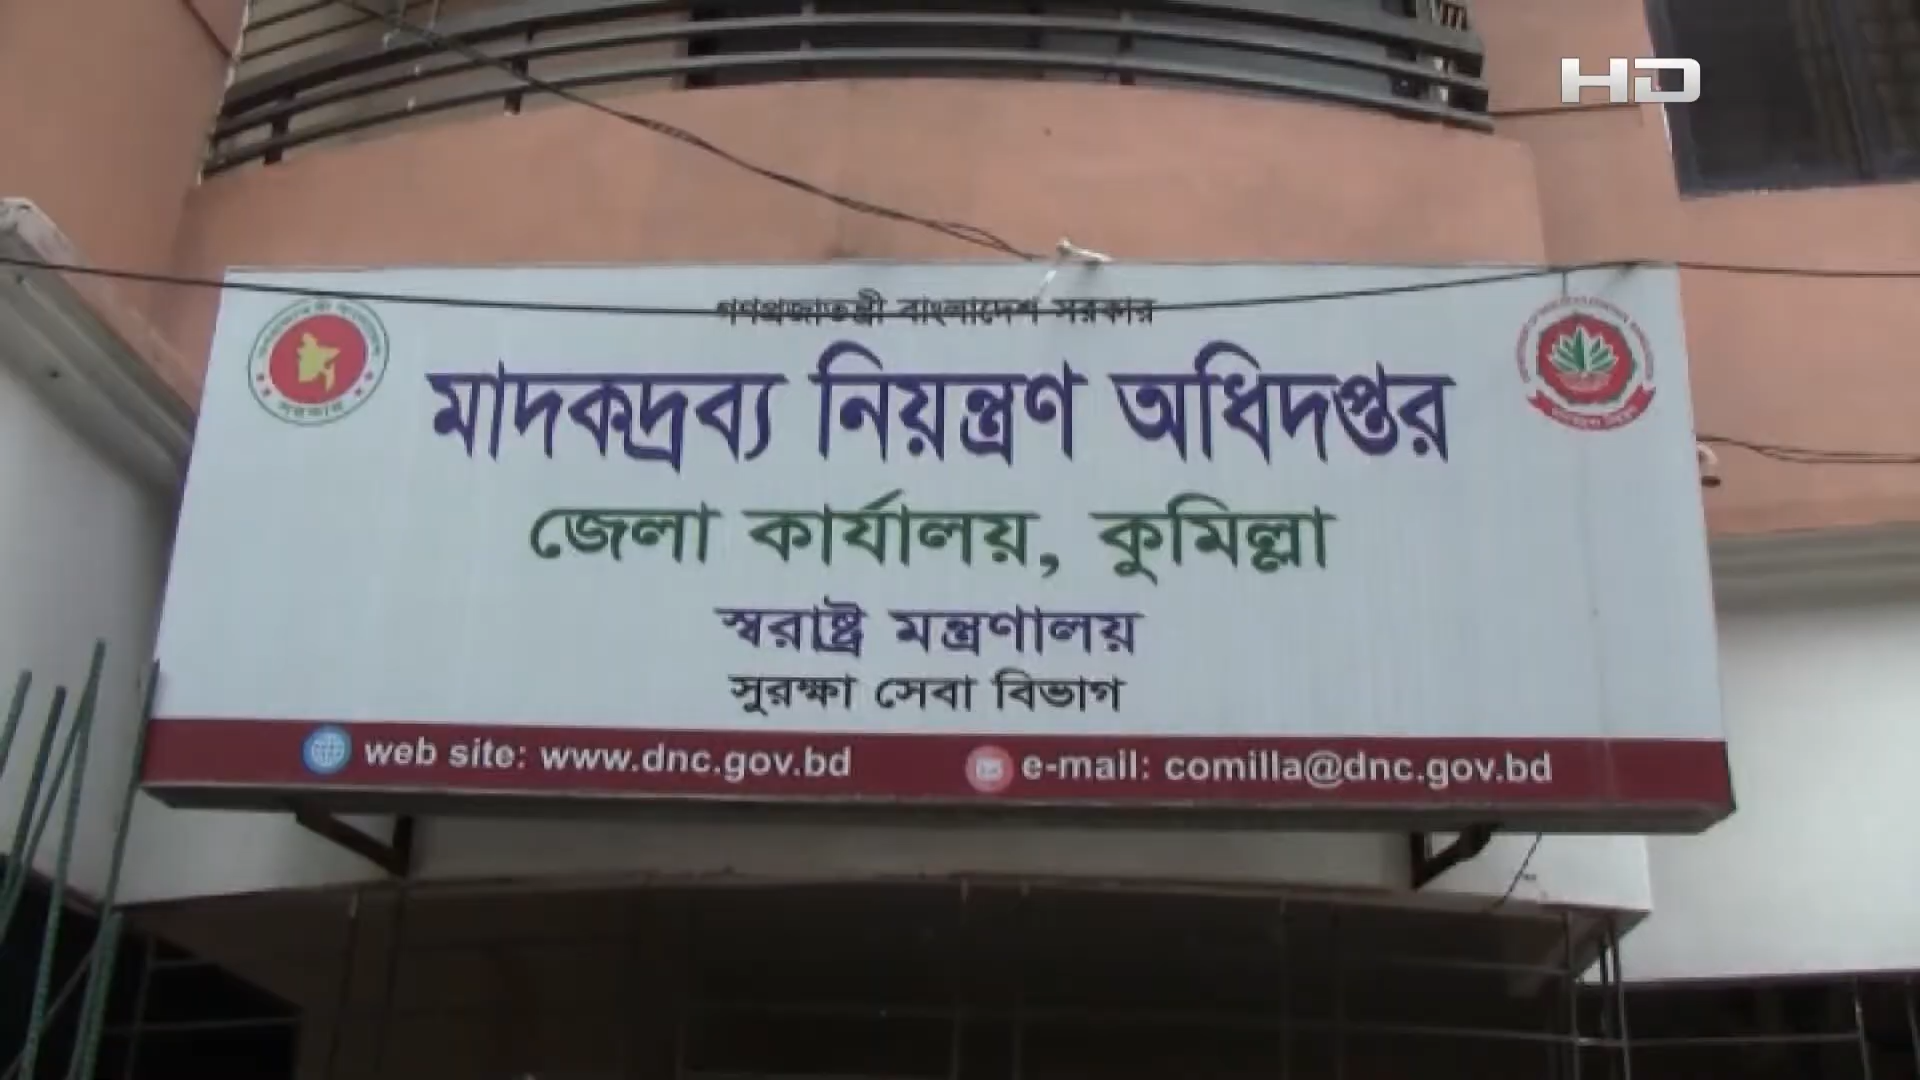 HD
গণপ্রজাতন্ত্রী বাংলাদেশ সরকার
মাদকদ্রব্য নিয়ন্ত্রণ অধিদপ্তর
জেলা কার্যালয়, কুমিল্লা
স্বরাষ্ট্র মন্ত্রণালয়
সুরক্ষা সেবা বিভাগ
web site: www.dnc.gov.bd
e-mail: comilla@dnc.gov.bd